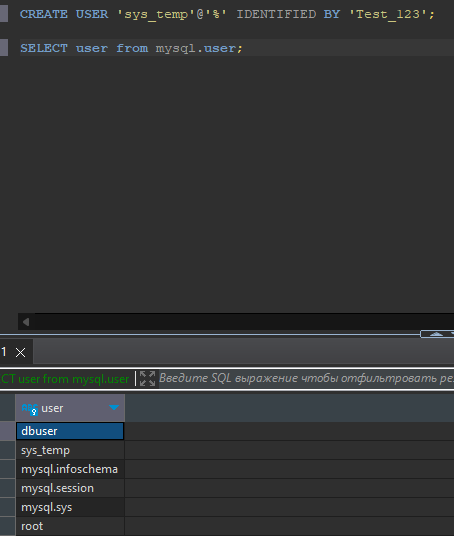 CREATE USER 'sys_temp'@'%' IDENTIFIED BY 'Test_123';
SELECT user from mysql.user;
1
CT user from mysql.user
Введите SQL выражение чтобы отфильтровать ре
user
dbuser
sys_temp
mysql.infoschema
mysql.session
mysql.sys
root